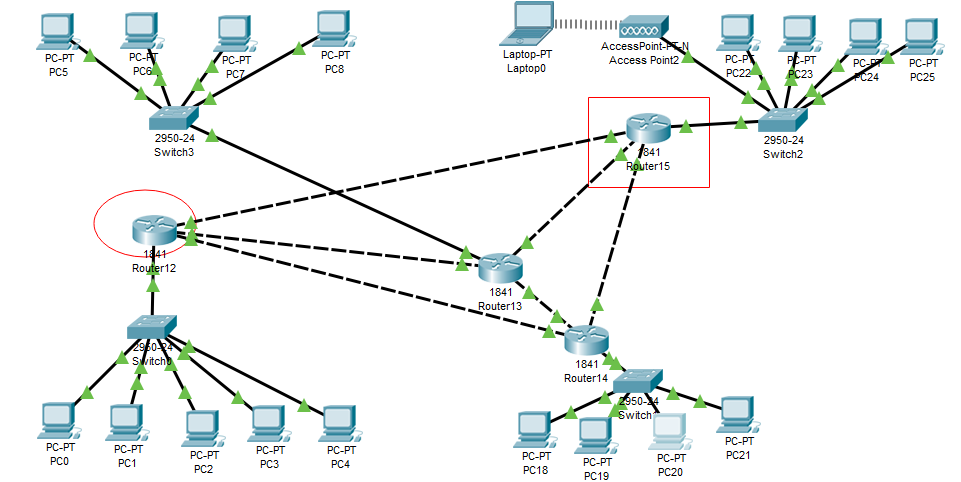 PC-PT
PC5
PC-PT
PC6
PC-PT
PC7
PC-PT
PC8
2950-24
Switch3
Laptop-PT
Laptop0
AccessPoint-PT-N
Access Point2
PC-PT
PC22
PC-PT
PC23
PC-PT
PC24
PC-PT
PC25
2950-24
Switch2
1841
Router15
1841
Router12
1841
Router13
1841
Router14
2950-24
PC-PT
PC0
PC-PT
PC1
PC-PT
PC2
PC-PT
PC3
PC-PT
PC4
2950-24
PC-PT
PC18
PC-PT
PC19
PC-PT
PC20
PC-PT
PC21